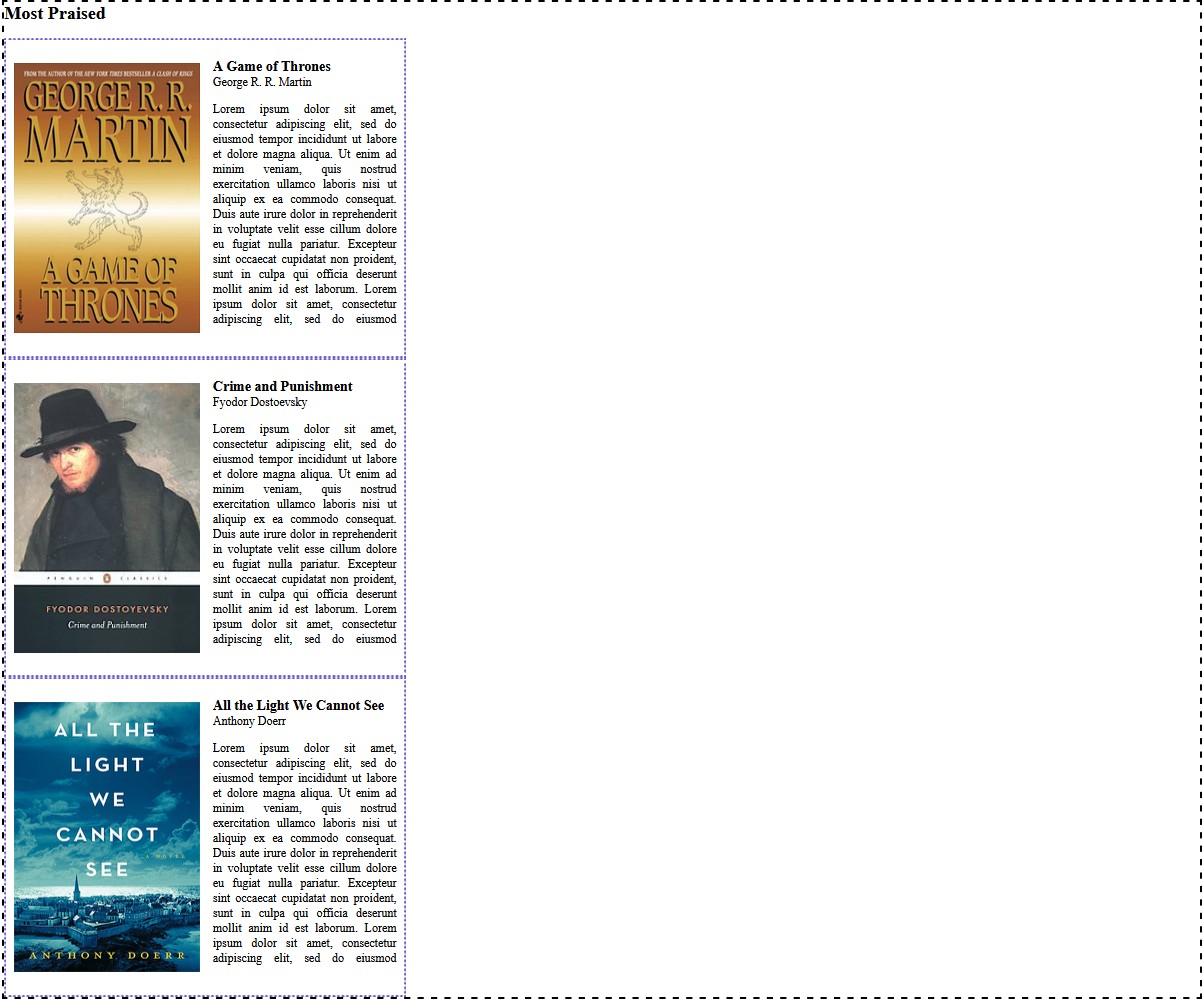 Most Praised
FROM THE AUTHOR OF THE NEW YORK TIMES BESTSELLER A CLASH OF KINGS
GEORGE R. R.
MARTIN
A GAME OF
THRONES
A Game of Thrones
George R. R. Martin
Lorem ipsum dolor sit amet,
consectetur adipiscing elit, sed do
eiusmod tempor incididunt ut labore
et dolore magna aliqua. Ut enim ad
minim veniam, quis nostrud
exercitation ullamco laboris nisi ut
aliquip ex ea commodo consequat.
Duis aute irure dolor in reprehenderit
in voluptate velit esse cillum dolore
eu fugiat nulla pariatur. Excepteur
sint occaecat cupidatat non proident,
sunt in culpa qui officia deserunt
mollit anim id est laborum. Lorem
ipsum dolor sit amet, consectetur
adipiscing elit, sed do eiusmod
PENGUIN CLASSICS
FYODOR DOSTOYEVSKY
Crime and Punishment
Crime and Punishment
Fyodor Dostoevsky
Lorem ipsum dolor sit amet,
consectetur adipiscing elit, sed do
eiusmod tempor incididunt ut labore
et dolore magna aliqua. Ut enim ad
minim veniam, quis nostrud
exercitation ullamco laboris nisi ut
aliquip ex ea commodo consequat.
Duis aute irure dolor in reprehenderit
in voluptate velit esse cillum dolore
eu fugiat nulla pariatur. Excepteur
sint occaecat cupidatat non proident,
sunt in culpa qui officia deserunt
mollit anim id est laborum. Lorem
ipsum dolor sit amet, consectetur
adipiscing elit, sed do eiusmod
ALL THE
LIGHT
WE
CANNOT
A NOVEL
SEE
ANTHONY DOERR
All the Light We Cannot See
Anthony Doerr
Lorem ipsum dolor sit amet,
consectetur adipiscing elit, sed do
eiusmod tempor incididunt ut labore
et dolore magna aliqua. Ut enim ad
minim veniam, quis nostrud
exercitation ullamco laboris nisi ut
aliquip ex ea commodo consequat.
Duis aute irure dolor in reprehenderit
in voluptate velit esse cillum dolore
eu fugiat nulla pariatur. Excepteur
sint occaecat cupidatat non proident,
sunt in culpa qui officia deserunt
mollit anim id est laborum. Lorem
ipsum dolor sit amet, consectetur
adipiscing elit, sed do eiusmod